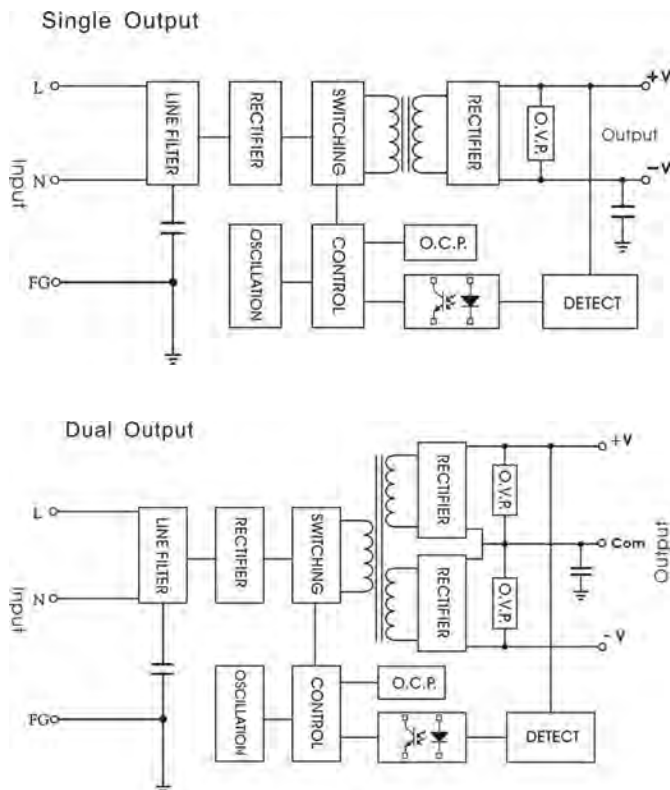 Single Output
L
N
FG
Input
LINE FILTER
RECTIFIER
SWITCHING
RECTIFIER
O.V.P.
+V
Output
-V
OSCILLATION
CONTROL
O.C.P.
DETECT
Dual Output
L
N
FG
Input
LINE FILTER
RECTIFIER
SWITCHING
RECTIFIER
RECTIFIER
O.V.P.
O.V.P.
+V
Com
-V
Output
OSCILLATION
CONTROL
O.C.P.
DETECT